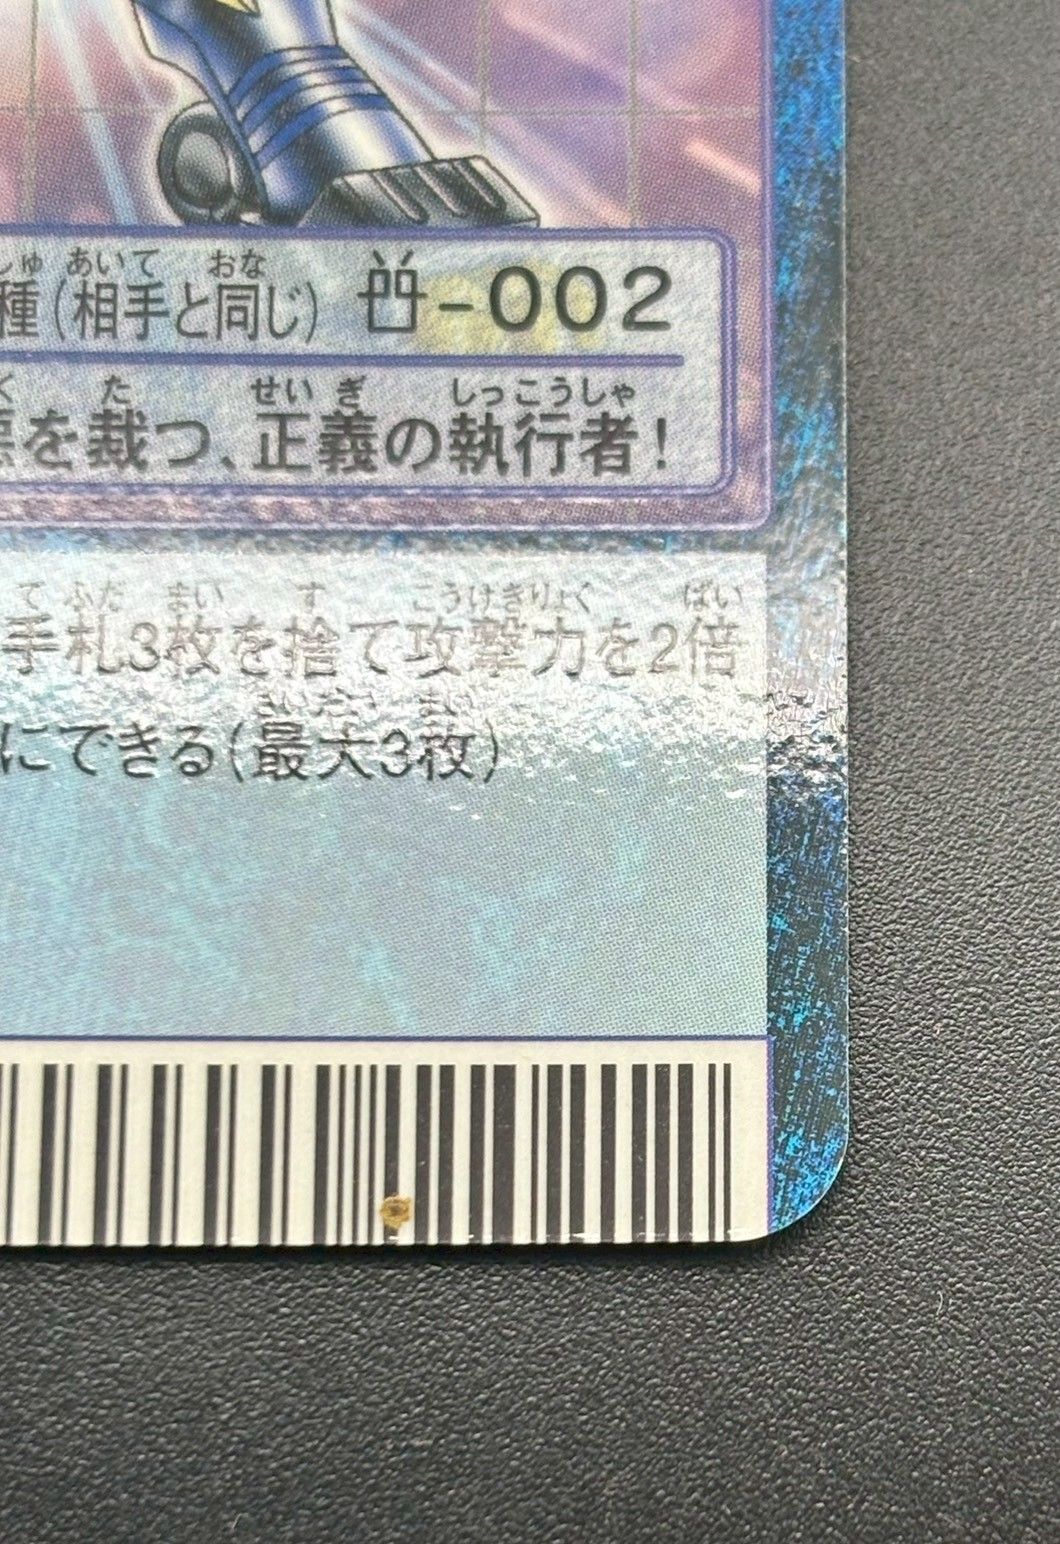 しゅ あいて おな
種(相手と同じ) -002
く た せいぎ しっこうしゃ
悪を裁つ、正義の執行者!
てふだ まい す こうげきりょく ばい
手札3枚を捨て攻撃力を2倍
さいだい まい
にできる(最大3枚)